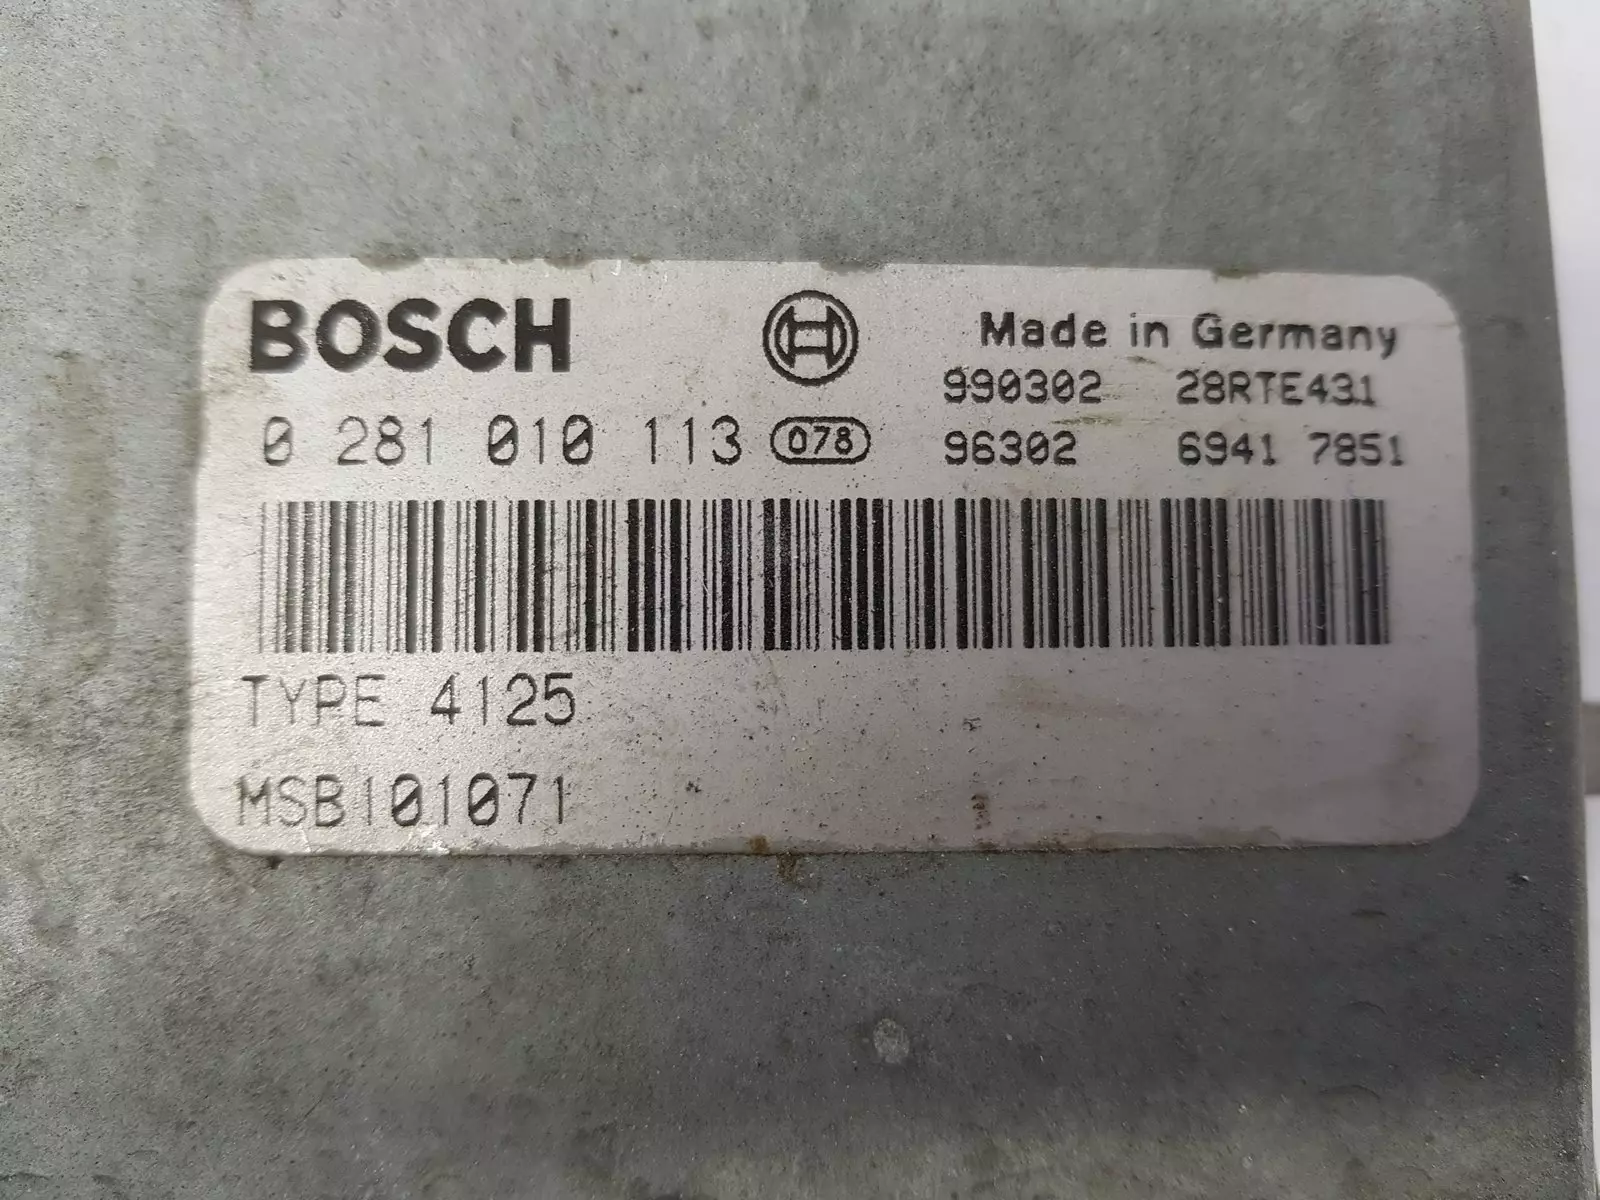 BOSCH
Made in Germany
990302 28RTE431
0 281 010 113 078
96302 6941 7851
TYPE 4125
MSB101071